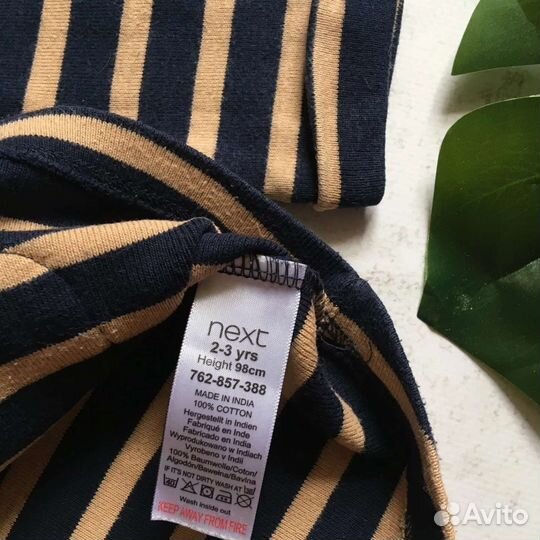 next
2-3 yrs
Height 98cm
762-857-388
MADE IN INDIA
100% COTTON
Hergestellt in Indien
Fabriqué en Inde
Fabricado en India
Wyprodukowano w Indiach
Vyrobeno v Indii
100% Baumwolle/Coton/
Algodón/Bawełna/Bavlna
IF IT'S NOT DIRTY WASH AT 30
Wash inside out
KEEP AWAY FROM FIRE
Avito